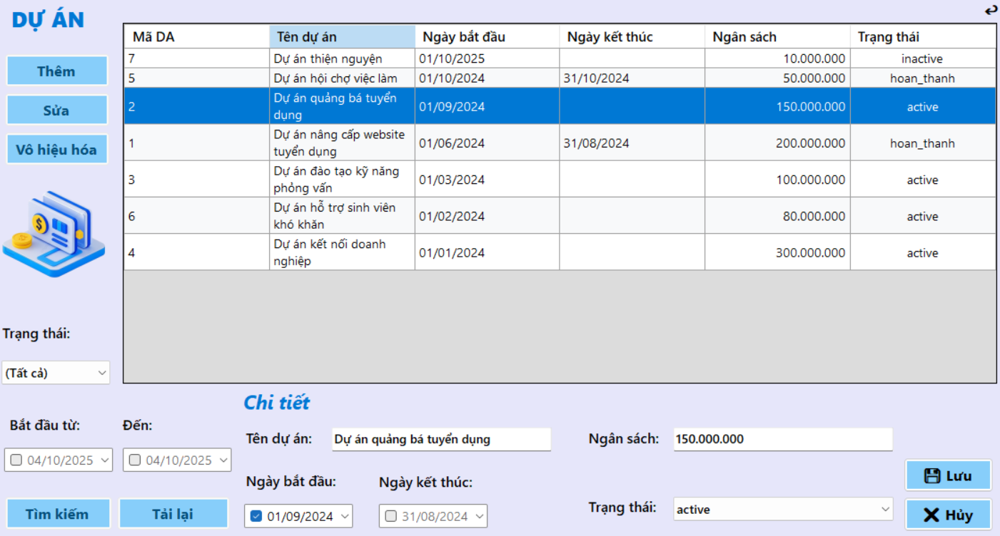 DỰ ÁN
Thêm
Sửa
Vô hiệu hóa
Mã DA Tên dự án Ngày bắt đầu Ngày kết thúc Ngân sách Trạng thái
7 Dự án thiện nguyện 01/10/2025 10.000.000 inactive
5 Dự án hội chợ việc làm 01/10/2024 31/10/2024 50.000.000 hoan_thanh
2 Dự án quảng bá tuyển dụng 01/09/2024 150.000.000 active
1 Dự án nâng cấp website tuyển dụng 01/06/2024 31/08/2024 200.000.000 hoan_thanh
3 Dự án đào tạo kỹ năng phỏng vấn 01/03/2024 100.000.000 active
6 Dự án hỗ trợ sinh viên khó khăn 01/02/2024 80.000.000 active
4 Dự án kết nối doanh nghiệp 01/01/2024 300.000.000 active
Trạng thái:
(Tất cả)
Bắt đầu từ: Đến:
04/10/2025 04/10/2025
Tìm kiếm Tải lại
Chi tiết
Tên dự án: Dự án quảng bá tuyển dụng Ngân sách: 150.000.000
Ngày bắt đầu: Ngày kết thúc:
01/09/2024 31/08/2024
Trạng thái: active
Lưu
Hủy